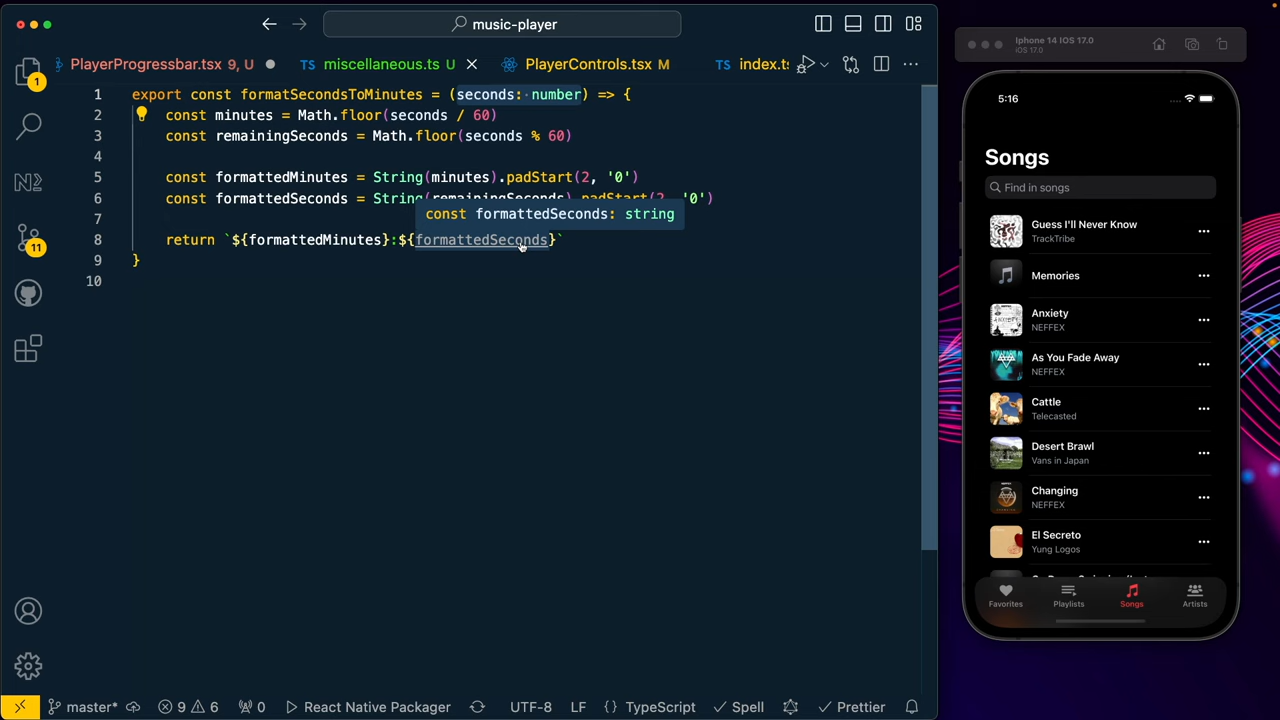 music-player
Iphone 14 IOS 17.0
iOS 17.0
PlayerProgressbar.tsx 9, U
TS miscellaneous.ts U
PlayerControls.tsx M
TS index.ts
1 export const formatSecondsToMinutes = (seconds: number) => {
2 const minutes = Math.floor(seconds / 60)
3 const remainingSeconds = Math.floor(seconds % 60)
4
5 const formattedMinutes = String(minutes).padStart(2, '0')
6 const formattedSeconds = String(remainingSeconds).padStart(2, '0')
const formattedSeconds: string
7
8 return `${formattedMinutes}:${formattedSeconds}`
9 }
10
1
11
5:16
Songs
Find in songs
Guess I'll Never Know
TrackTribe
Memories
Anxiety
NEFFEX
As You Fade Away
NEFFEX
Cattle
Telecasted
Desert Brawl
Vans in Japan
Changing
NEFFEX
El Secreto
Yung Logos
Favorites
Playlists
Songs
Artists
master* 9 6 0 React Native Packager UTF-8 LF {} TypeScript Spell Prettier